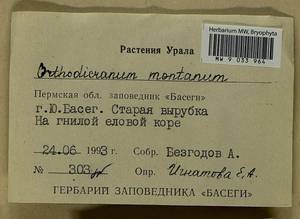 Herbarium MW, Bryophyta
MW 9 033 964
Растения Урала
Orthodicranum montanum
Пермская обл. заповедник «Басеги»
г.Ю.Басег. Старая вырубка
На гнилой еловой коре
24.06 1993 г Собр. Безгодов А.
№ 303 Опр. Игнатова Е.А.
ГЕРБАРИЙ ЗАПОВЕДНИКА «БАСЕГИ»